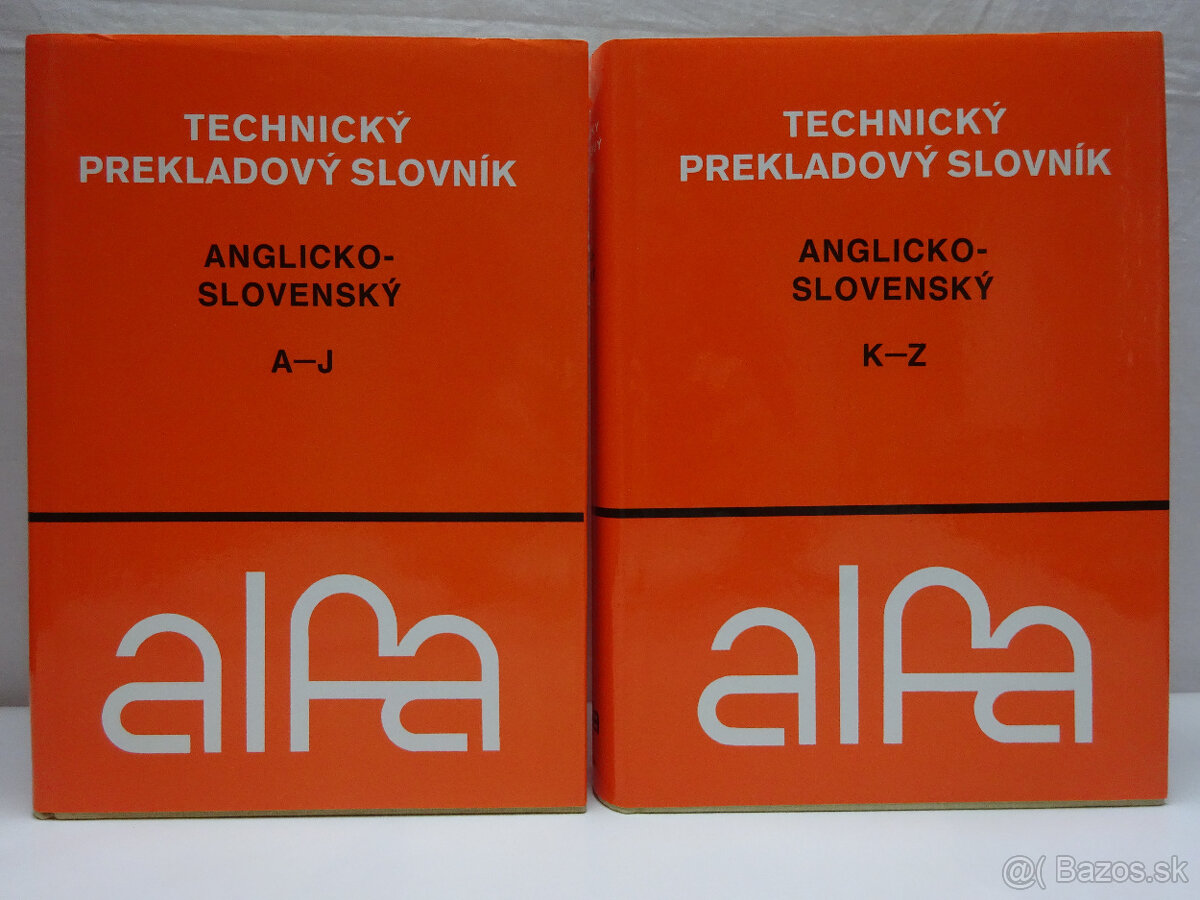 TECHNICKÝ
PREKLADOVÝ SLOVNÍK
ANGLICKO-
SLOVENSKÝ
A—J
alfa
TECHNICKÝ
PREKLADOVÝ SLOVNÍK
ANGLICKO-
SLOVENSKÝ
K—Z
alfa
@( Bazos.sk